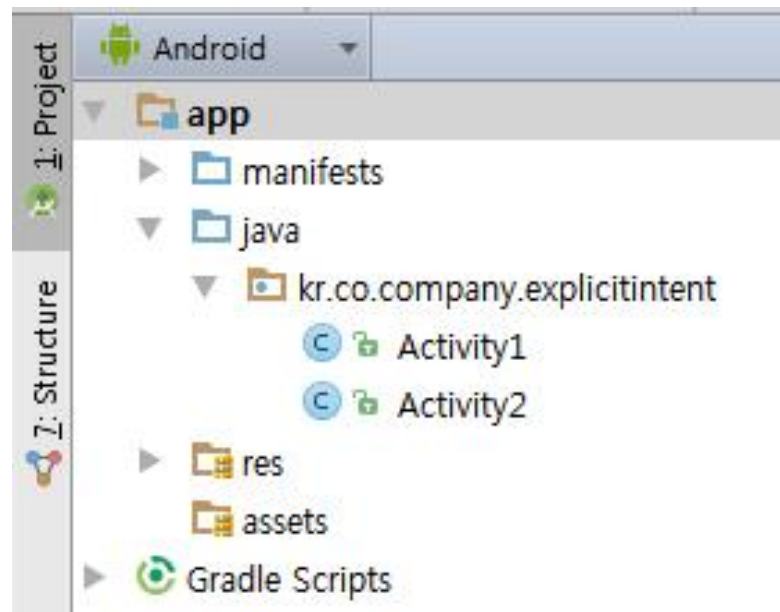 1: Project
7: Structure
Android
app
manifests
java
kr.co.company.explicitintent
C Activity1
C Activity2
res
assets
Gradle Scripts